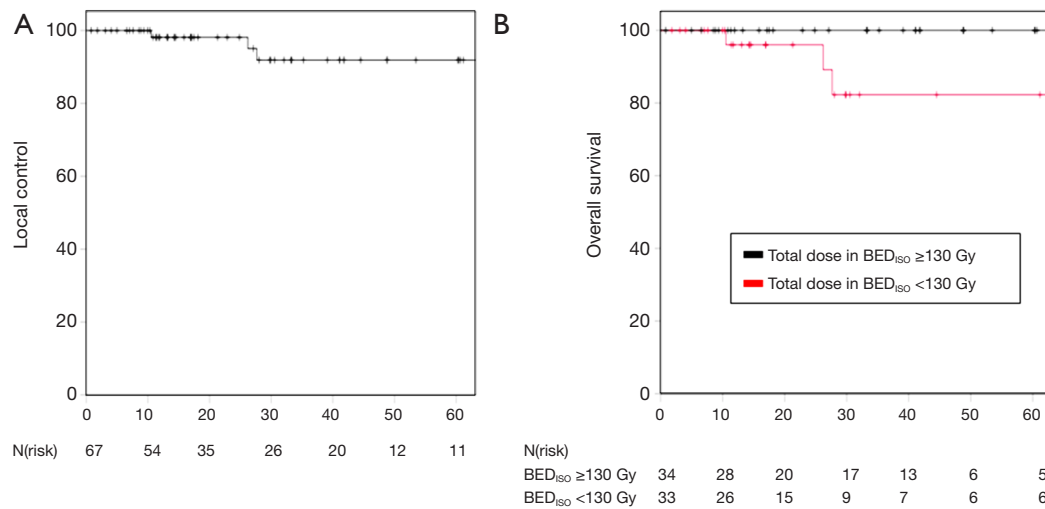 A
Local control
100
80
60
40
20
0
0 10 20 30 40 50 60
N(risk) 67 54 35 26 20 12 11
B
Overall survival
100
80
60
40
20
0
Total dose in BEDISO ≥130 Gy
Total dose in BEDISO <130 Gy
0 10 20 30 40 50 60
N(risk)
BEDISO ≥130 Gy 34 28 20 17 13 6 5
BEDISO <130 Gy 33 26 15 9 7 6 6